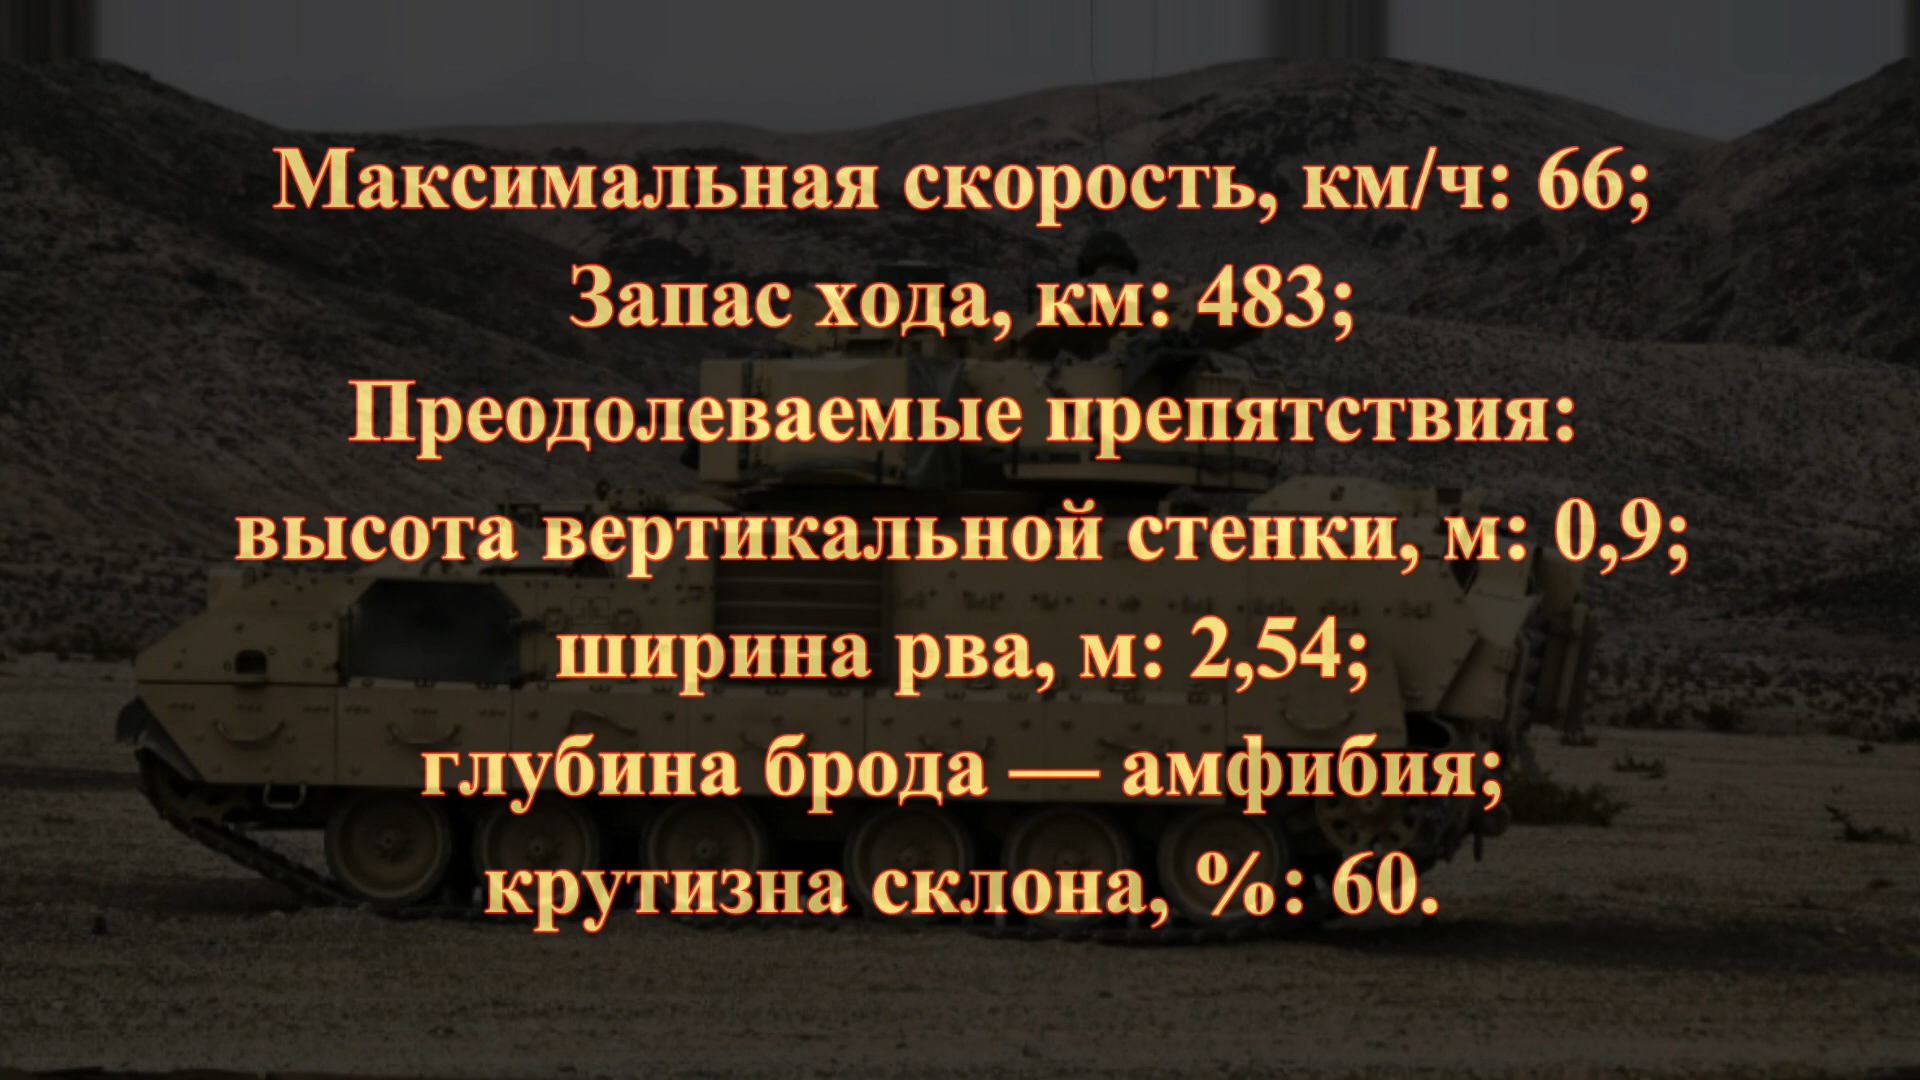 Максимальная скорость, км/ч: 66;
Запас хода, км: 483;
Преодолеваемые препятствия:
высота вертикальной стенки, м: 0,9;
ширина рва, м: 2,54;
глубина брода — амфибия;
крутизна склона, %: 60.